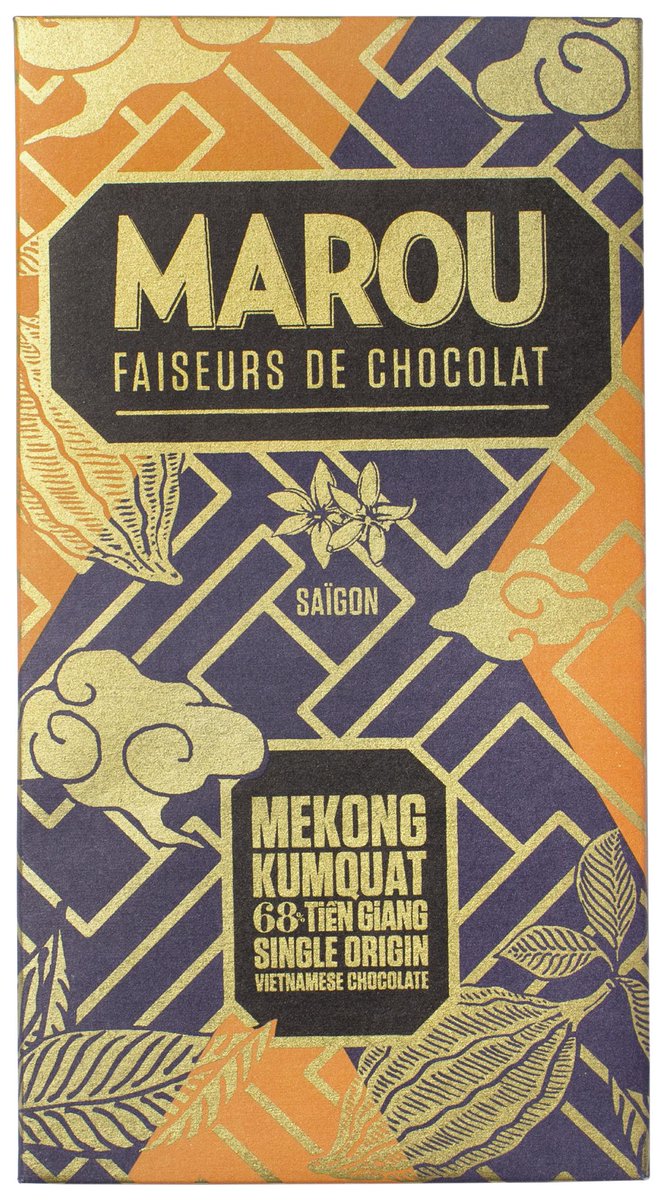 MAROU
FAISEURS DE CHOCOLAT
SAÏGON
MEKONG
KUMQUAT
68% TIỀN GIANG
SINGLE ORIGIN
VIETNAMESE CHOCOLATE